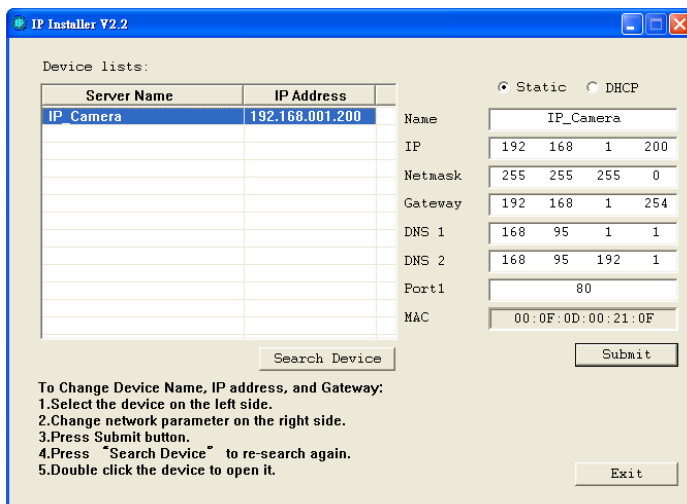 IP Installer V2.2
Device lists:
Server Name IP Address
IP_Camera 192.168.001.200
Search Device
To Change Device Name, IP address, and Gateway:
1.Select the device on the left side.
2.Change network parameter on the right side.
3.Press Submit button.
4.Press “Search Device” to re-search again.
5.Double click the device to open it.
Static DHCP
Name IP_Camera
IP 192 168 1 200
Netmask 255 255 255 0
Gateway 192 168 1 254
DNS 1 168 95 1 1
DNS 2 168 95 192 1
Port1 80
MAC 00:0F:0D:00:21:0F
Submit
Exit